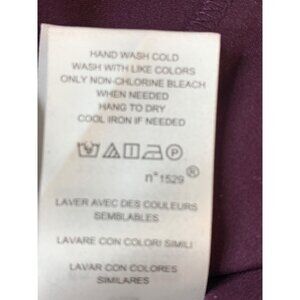 HAND WASH COLD
WASH WITH LIKE COLORS
ONLY NON-CHLORINE BLEACH
WHEN NEEDED
HANG TO DRY
COOL IRON IF NEEDED
P
n°1529 ®
LAVER AVEC DES COULEURS
SEMBLABLES
LAVARE CON COLORI SIMILI
LAVAR CON COLORES
SIMILARES